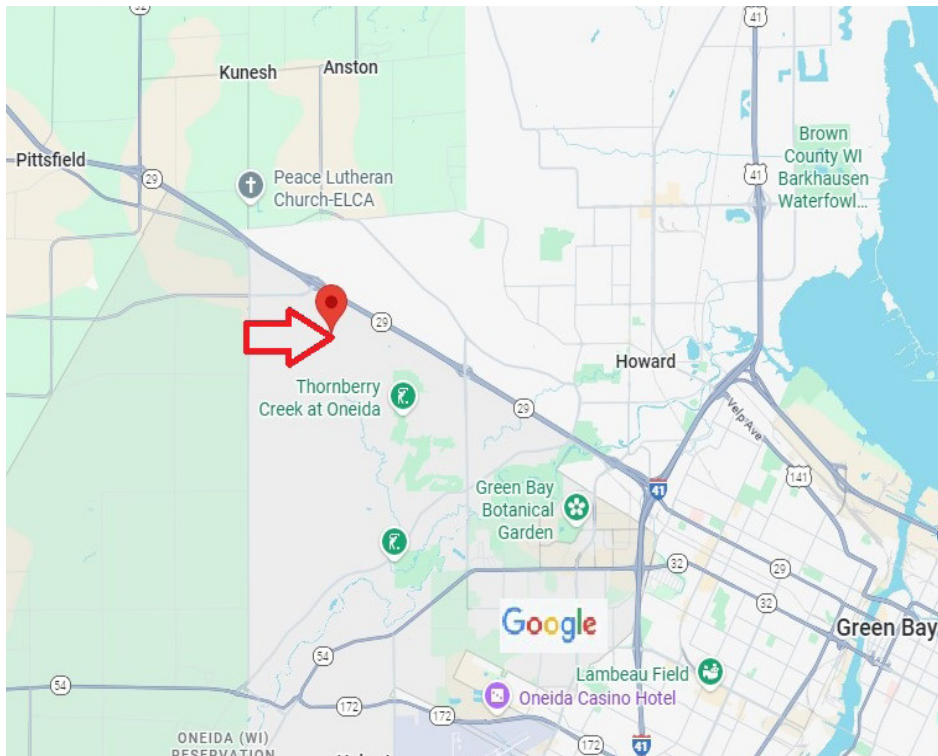 32
41
Kunesh
Anston
Pittsfield
29
Peace Lutheran
Church-ELCA
41
Brown
County WI
Barkhausen
Waterfowl...
29
Howard
Thornberry
Creek at Oneida
29
Velp Ave
41
141
Green Bay
Botanical
Garden
32
29
32
Google
Green Bay
54
54
Lambeau Field
Oneida Casino Hotel
172
172
172
41
ONEIDA (WI)
RESERVATION